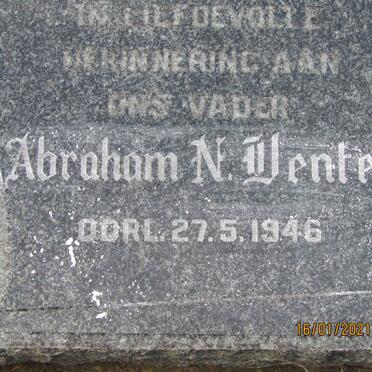 IN LIEFDEVOLLE
HERINNERING AAN
ONS VADER
Abraham N. Vente
OORL. 27.5.1946
16/01/2021